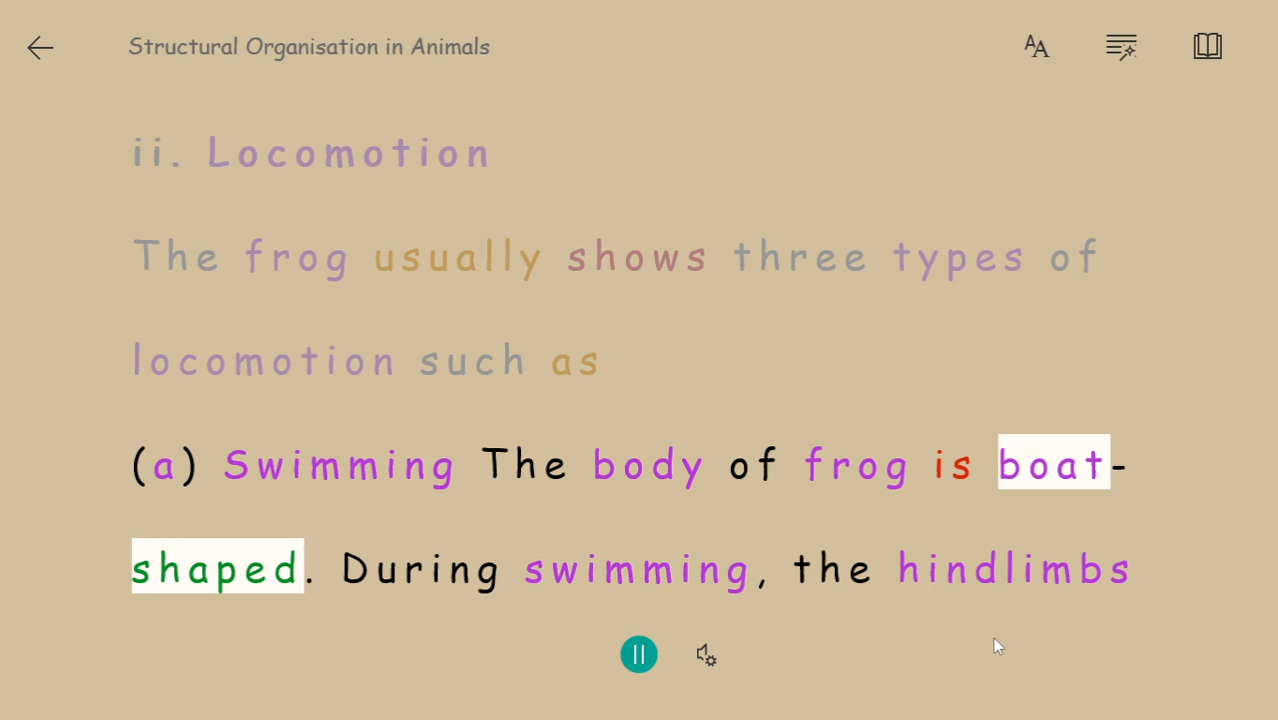 Structural Organisation in Animals
AA
ii. Locomotion
The frog usually shows three types of
locomotion such as
(a) Swimming The body of frog is boat-
shaped. During swimming, the hindlimbs